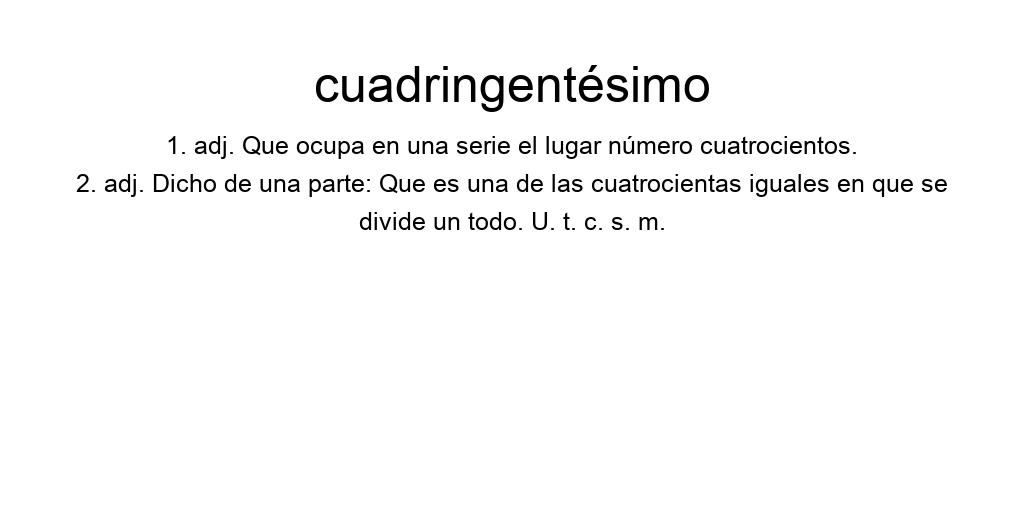 cuadringentésimo
1. adj. Que ocupa en una serie el lugar número cuatrocientos.
2. adj. Dicho de una parte: Que es una de las cuatrocientas iguales en que se
divide un todo. U. t. c. s. m.